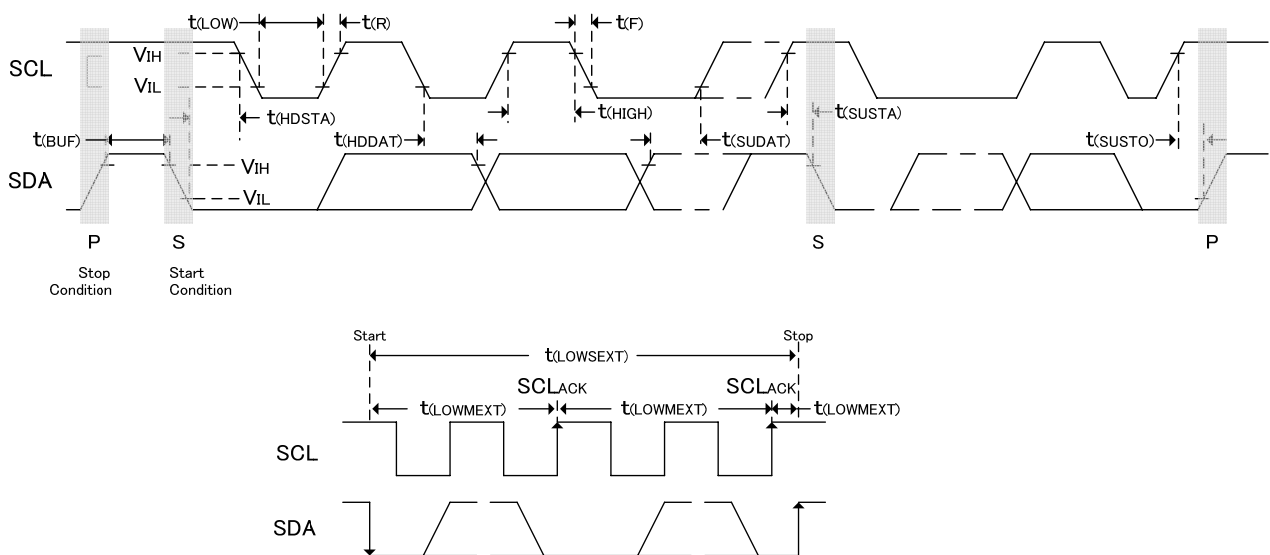 t(LOW) t(R) t(F)
SCL VIH
VIL
t(HDSTA) t(HIGH) t(SUSTA)
t(BUF) t(HDDAT) t(SUDAT) t(SUSTO)
SDA VIH
VIL
P S S P
Stop Condition
Start Condition
Start Stop
t(LOWSEXT)
SCLACK SCLACK
t(LOWMEXT) t(LOWMEXT) t(LOWMEXT)
SCL
SDA